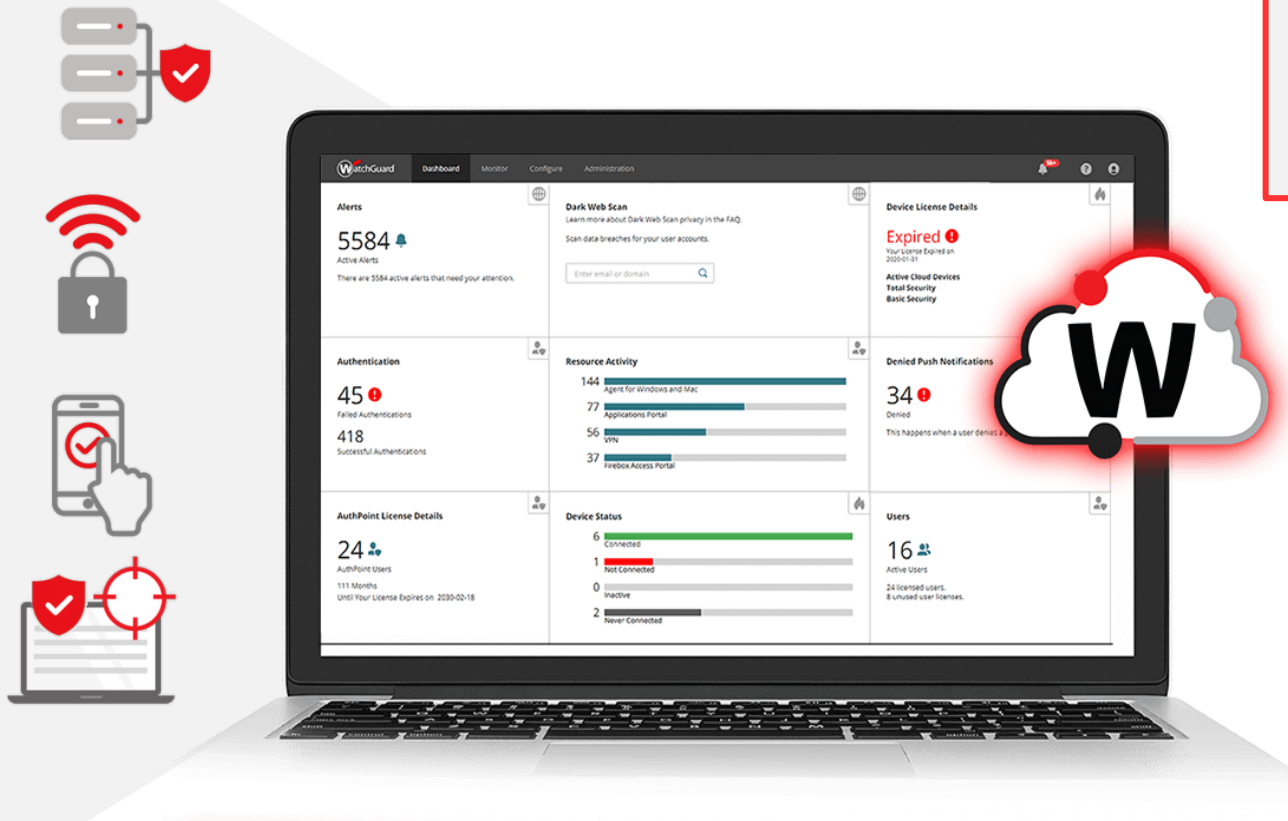 WatchGuard Dashboard Monitor Configure Administration 5k+
Alerts
5584
Active Alerts
There are 5584 active alerts that need your attention.
Dark Web Scan
Learn more about Dark Web Scan privacy in the FAQ.
Scan data breaches for your user accounts.
Enter email or domain
Device License Details
Expired
Your License Expired on
2020-01-31
Active Cloud Devices
Total Security
Basic Security
W
Authentication
45
Failed Authentications
418
Successful Authentications
Resource Activity
144
Agent for Windows and Mac
77
Applications Portal
56
VPN
37
Firebox Access Portal
Denied Push Notifications
34
Denied
This happens when a user denies a
AuthPoint License Details
24
AuthPoint Users
111 Months
Until Your License Expires on 2030-02-18
Device Status
6
Connected
1
Not Connected
0
Inactive
2
Never Connected
Users
16
Active Users
24 licensed users.
8 unused user licenses.
control option option